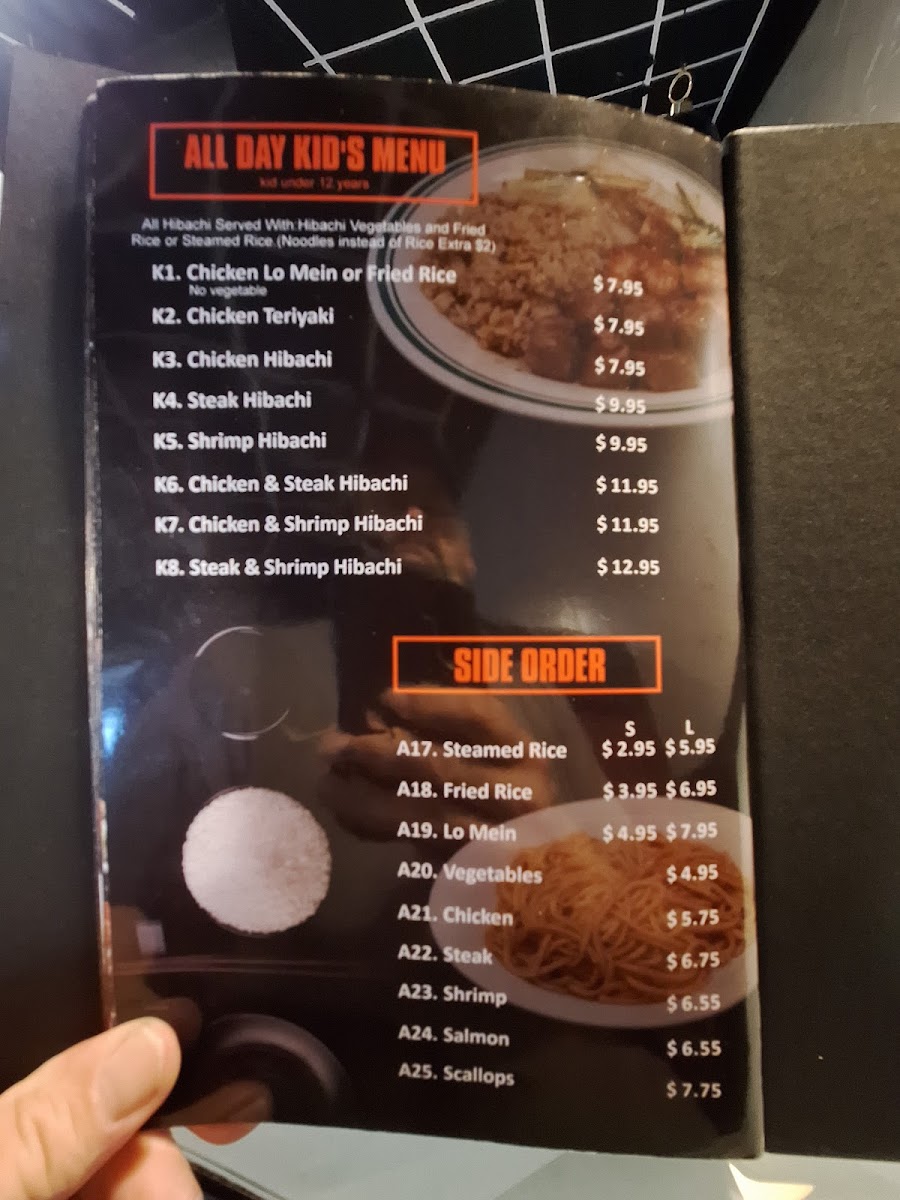 ALL DAY KID'S MENU
kid under 12 years
All Hibachi Served With:Hibachi Vegetables and Fried
Rice or Steamed Rice.(Noodles instead of Rice Extra $2)
K1. Chicken Lo Mein or Fried Rice $7.95
No vegetable
K2. Chicken Teriyaki $7.95
K3. Chicken Hibachi $7.95
K4. Steak Hibachi $9.95
K5. Shrimp Hibachi $9.95
K6. Chicken & Steak Hibachi $11.95
K7. Chicken & Shrimp Hibachi $11.95
K8. Steak & Shrimp Hibachi $12.95
SIDE ORDER
S L
A17. Steamed Rice $2.95 $5.95
A18. Fried Rice $3.95 $6.95
A19. Lo Mein $4.95 $7.95
A20. Vegetables $4.95
A21. Chicken $5.75
A22. Steak $6.75
A23. Shrimp $6.55
A24. Salmon $6.55
A25. Scallops $7.75